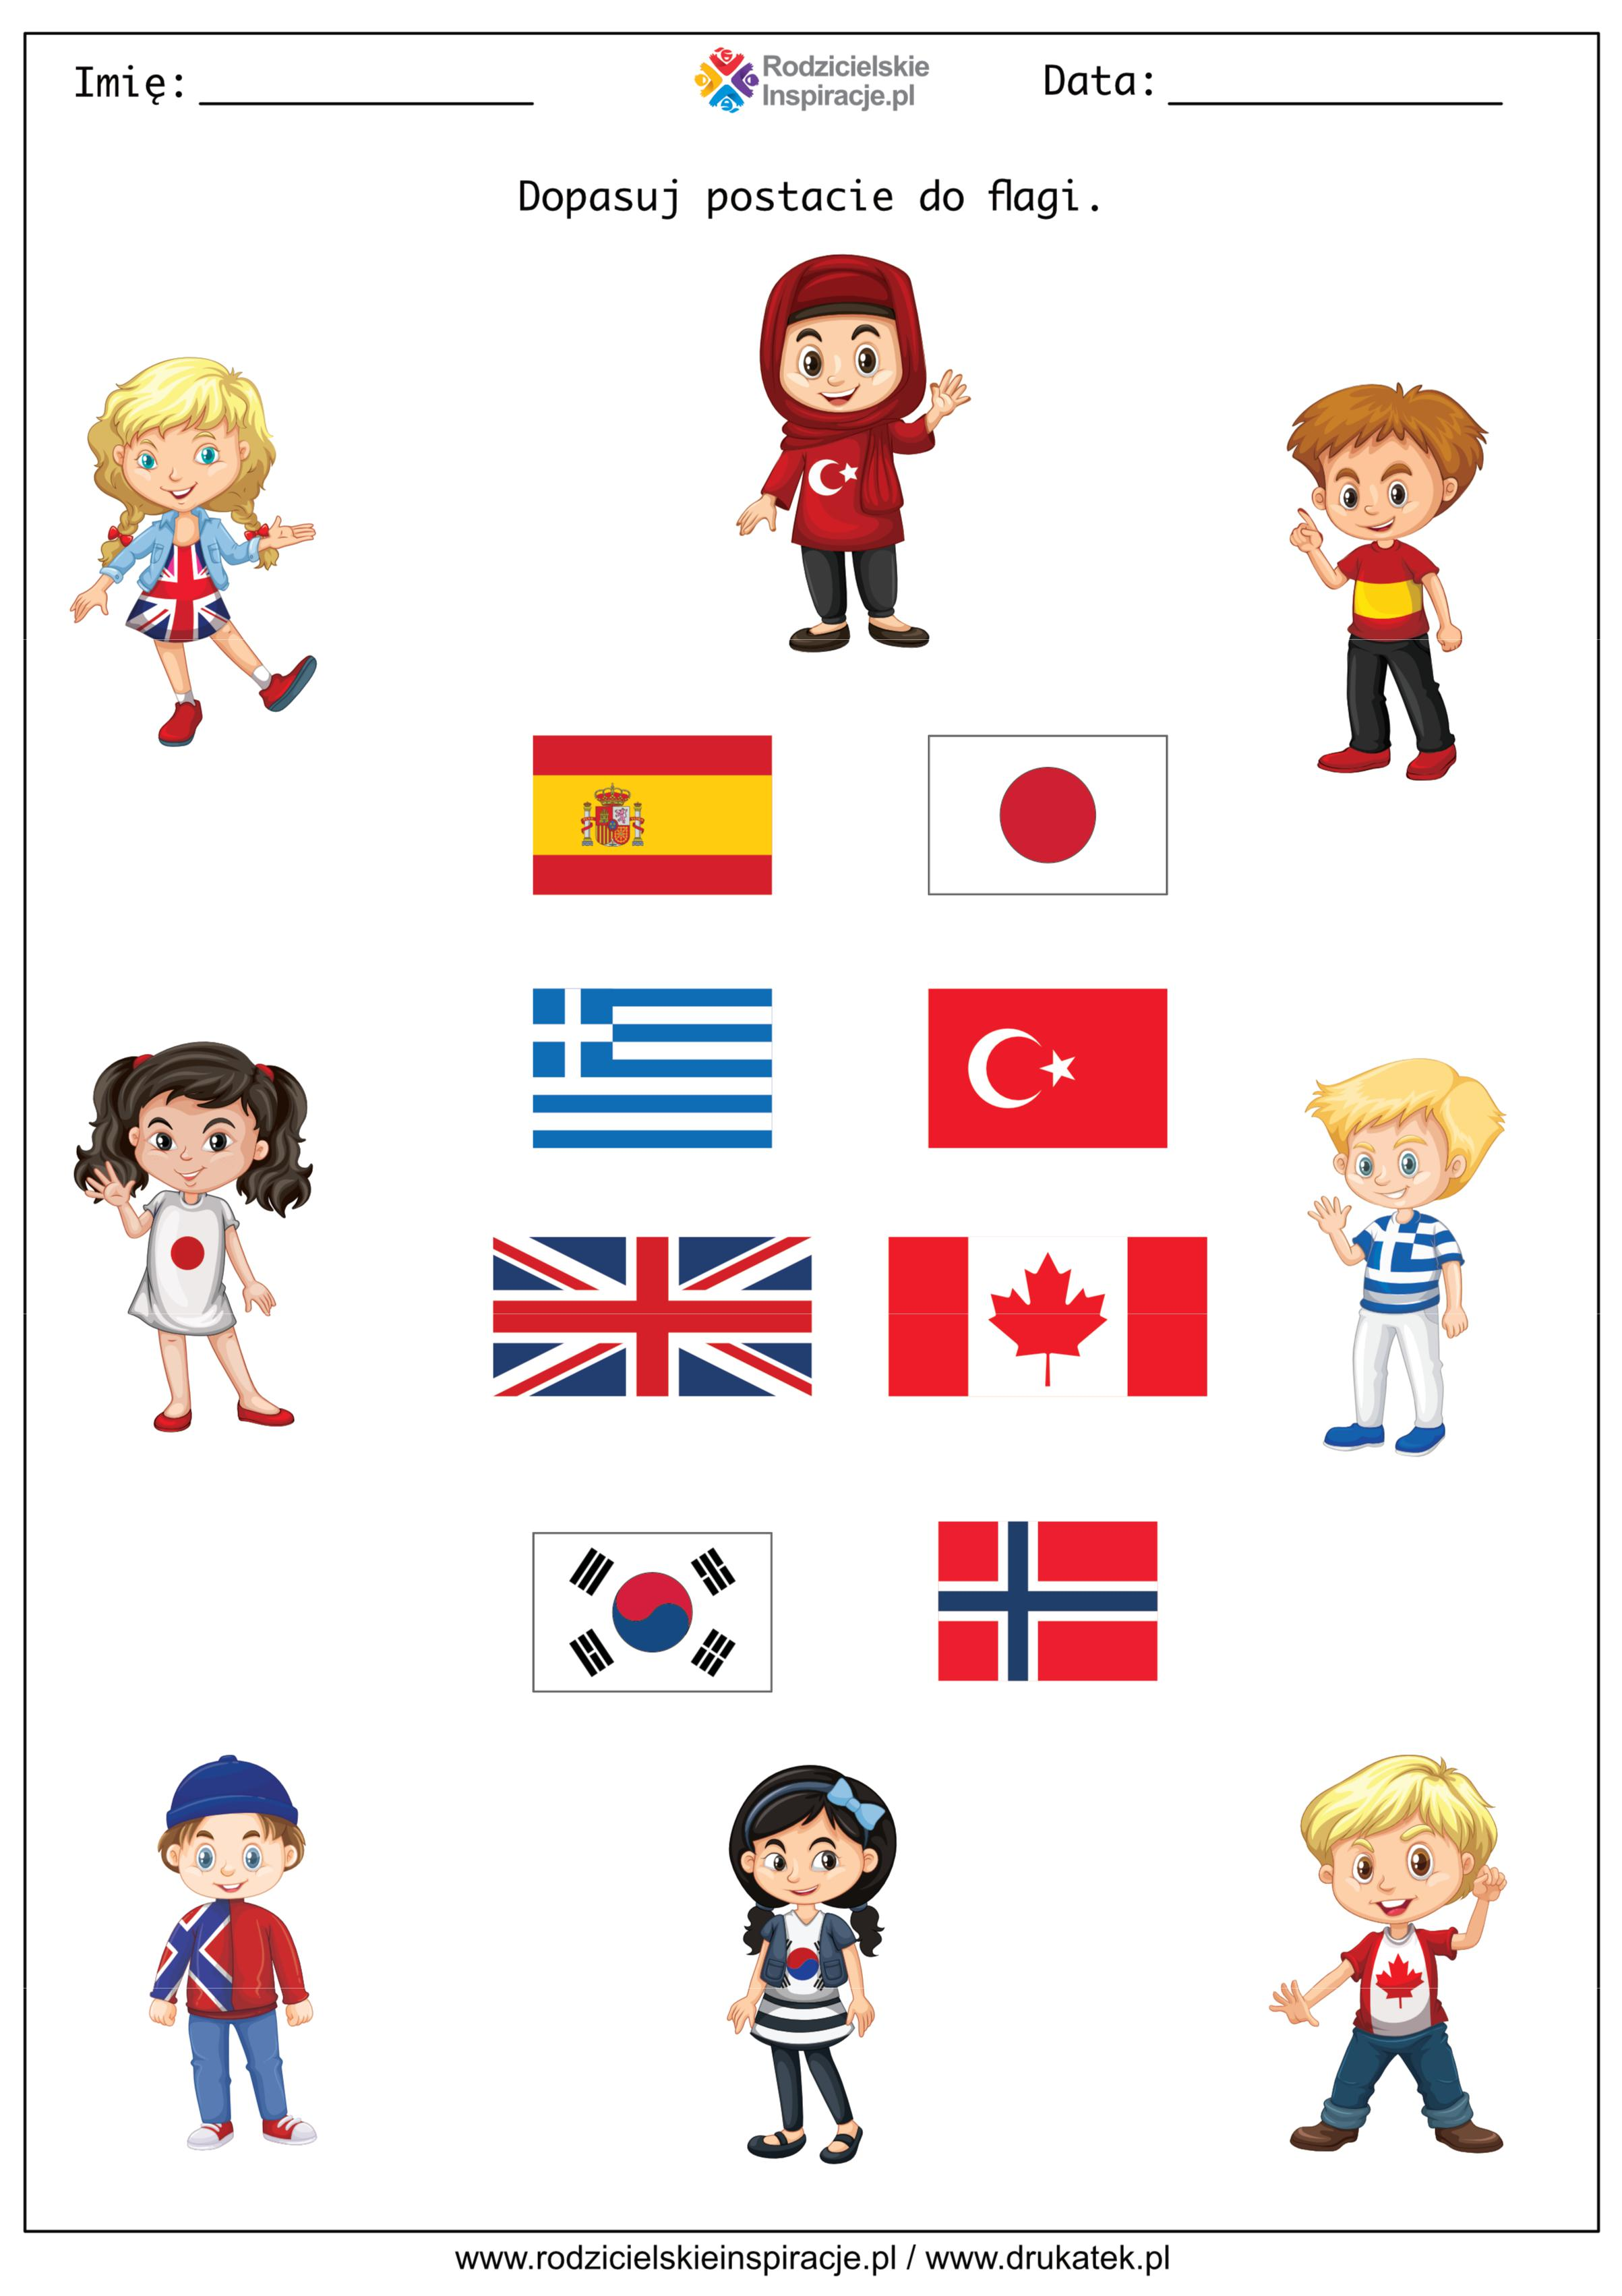 Imię: 
Rodzicielskie
Inspiracje.pl
Data:
Dopasuj postacie do flagi.
www.rodzicielskieinspiracje.pl / www.drukatek.pl